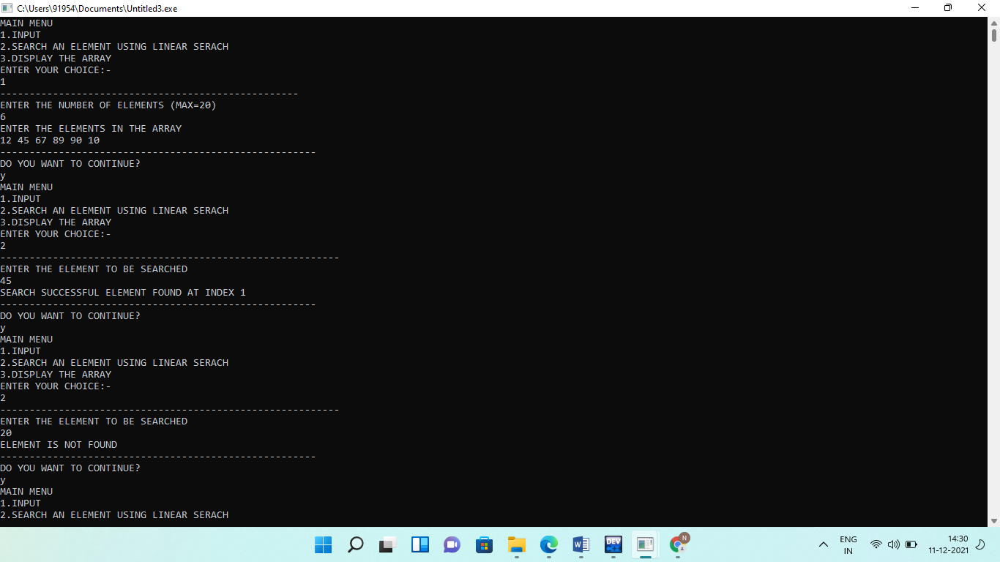 C:\Users\91954\Documents\Untitled3.exe
MAIN MENU
1.INPUT
2.SEARCH AN ELEMENT USING LINEAR SERACH
3.DISPLAY THE ARRAY
ENTER YOUR CHOICE:-
1
---------------------------------------------------
ENTER THE NUMBER OF ELEMENTS (MAX=20)
6
ENTER THE ELEMENTS IN THE ARRAY
12 45 67 89 90 10
------------------------------------------------------
DO YOU WANT TO CONTINUE?
y
MAIN MENU
1.INPUT
2.SEARCH AN ELEMENT USING LINEAR SERACH
3.DISPLAY THE ARRAY
ENTER YOUR CHOICE:-
2
----------------------------------------------------------
ENTER THE ELEMENT TO BE SEARCHED
45
SEARCH SUCCESSFUL ELEMENT FOUND AT INDEX 1
------------------------------------------------------
DO YOU WANT TO CONTINUE?
y
MAIN MENU
1.INPUT
2.SEARCH AN ELEMENT USING LINEAR SERACH
3.DISPLAY THE ARRAY
ENTER YOUR CHOICE:-
2
----------------------------------------------------------
ENTER THE ELEMENT TO BE SEARCHED
20
ELEMENT IS NOT FOUND
------------------------------------------------------
DO YOU WANT TO CONTINUE?
y
MAIN MENU
1.INPUT
2.SEARCH AN ELEMENT USING LINEAR SERACH
DEV
N
ENG
IN
14:30
11-12-2021